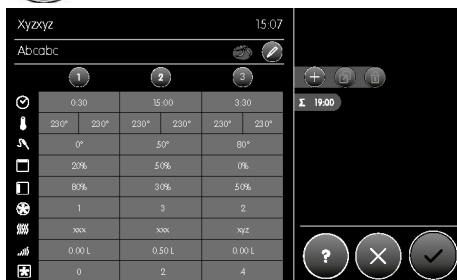 Xyzxyz 15:07
Abcabc
1 2 3
0:30 15:00 3:30
Σ 19:00
230° 230° 230° 230° 230° 230°
0° 50° 80°
20% 50% 0%
80% 30% 50%
1 3 2
xxx xxx xyz
0.00 L 0.50 L 0.00 L
0 2 4
?